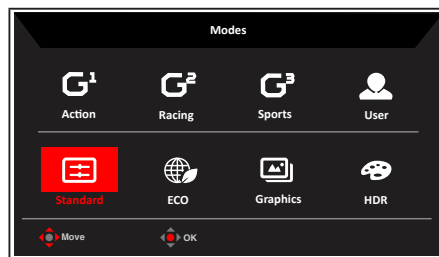 Modes
G¹ G² G³
Action Racing Sports User
Standard ECO Graphics HDR
Move OK